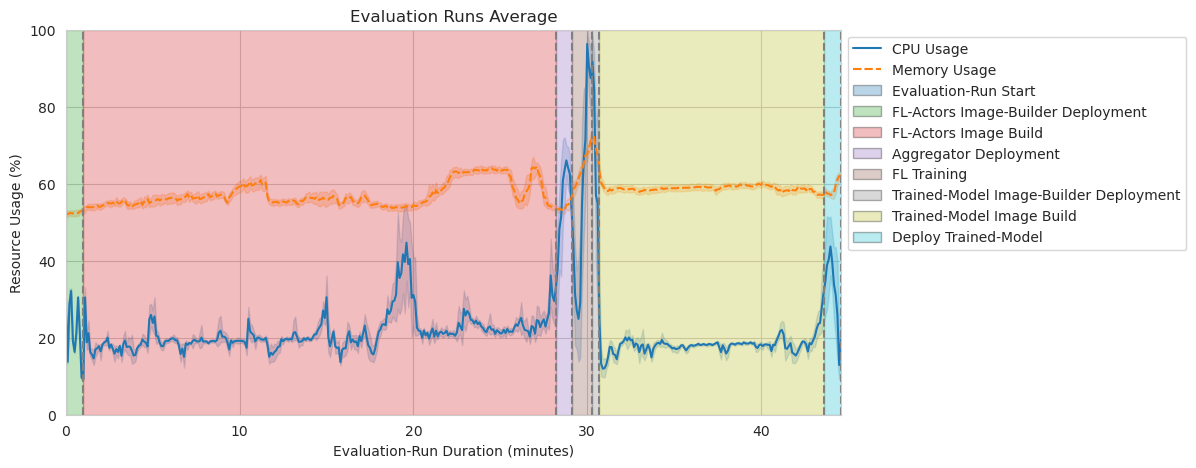 Evaluation Runs Average
100
80
60
40
20
0
Resource Usage (%)
0 10 20 30 40
Evaluation-Run Duration (minutes)
CPU Usage
Memory Usage
Evaluation-Run Start
FL-Actors Image-Builder Deployment
FL-Actors Image Build
Aggregator Deployment
FL Training
Trained-Model Image-Builder Deployment
Trained-Model Image Build
Deploy Trained-Model